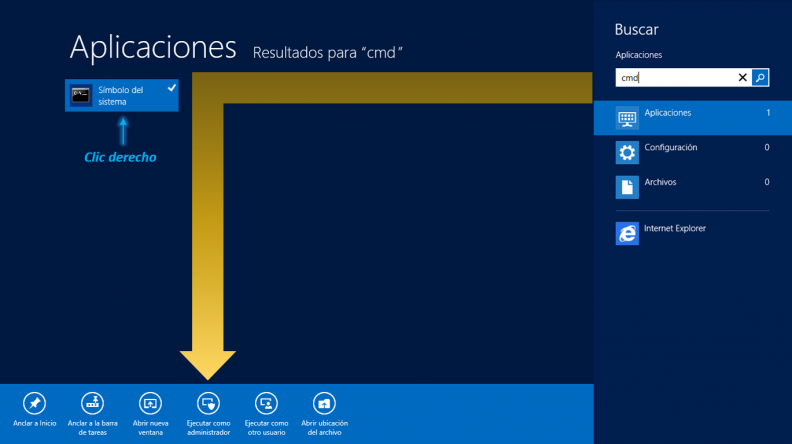 Aplicaciones Resultados para “cmd”
Símbolo del
sistema
Clic derecho
Buscar
Aplicaciones
cmd
Aplicaciones 1
Configuración 0
Archivos 0
Internet Explorer
Anclar a Inicio
Anclar a la barra
de tareas
Abrir nueva
ventana
Ejecutar como
administrador
Ejecutar como
otro usuario
Abrir ubicación
del archivo